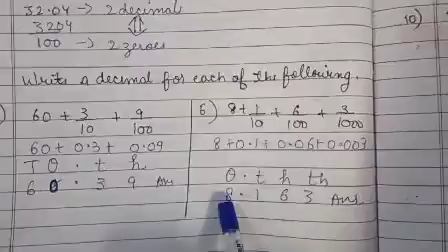 32.04 -> 2 decimals
3204
100 -> 2 zeroes
Write a decimal for each of the following.
10)
) 60 + 3/10 + 9/100
60 + 0.3 + 0.09
T O . t h
6 0 . 3 9 Ans
6) 8 + 1/10 + 6/100 + 3/1000
8 + 0.1 + 0.06 + 0.003
O . t h th
8 . 1 6 3 Ans